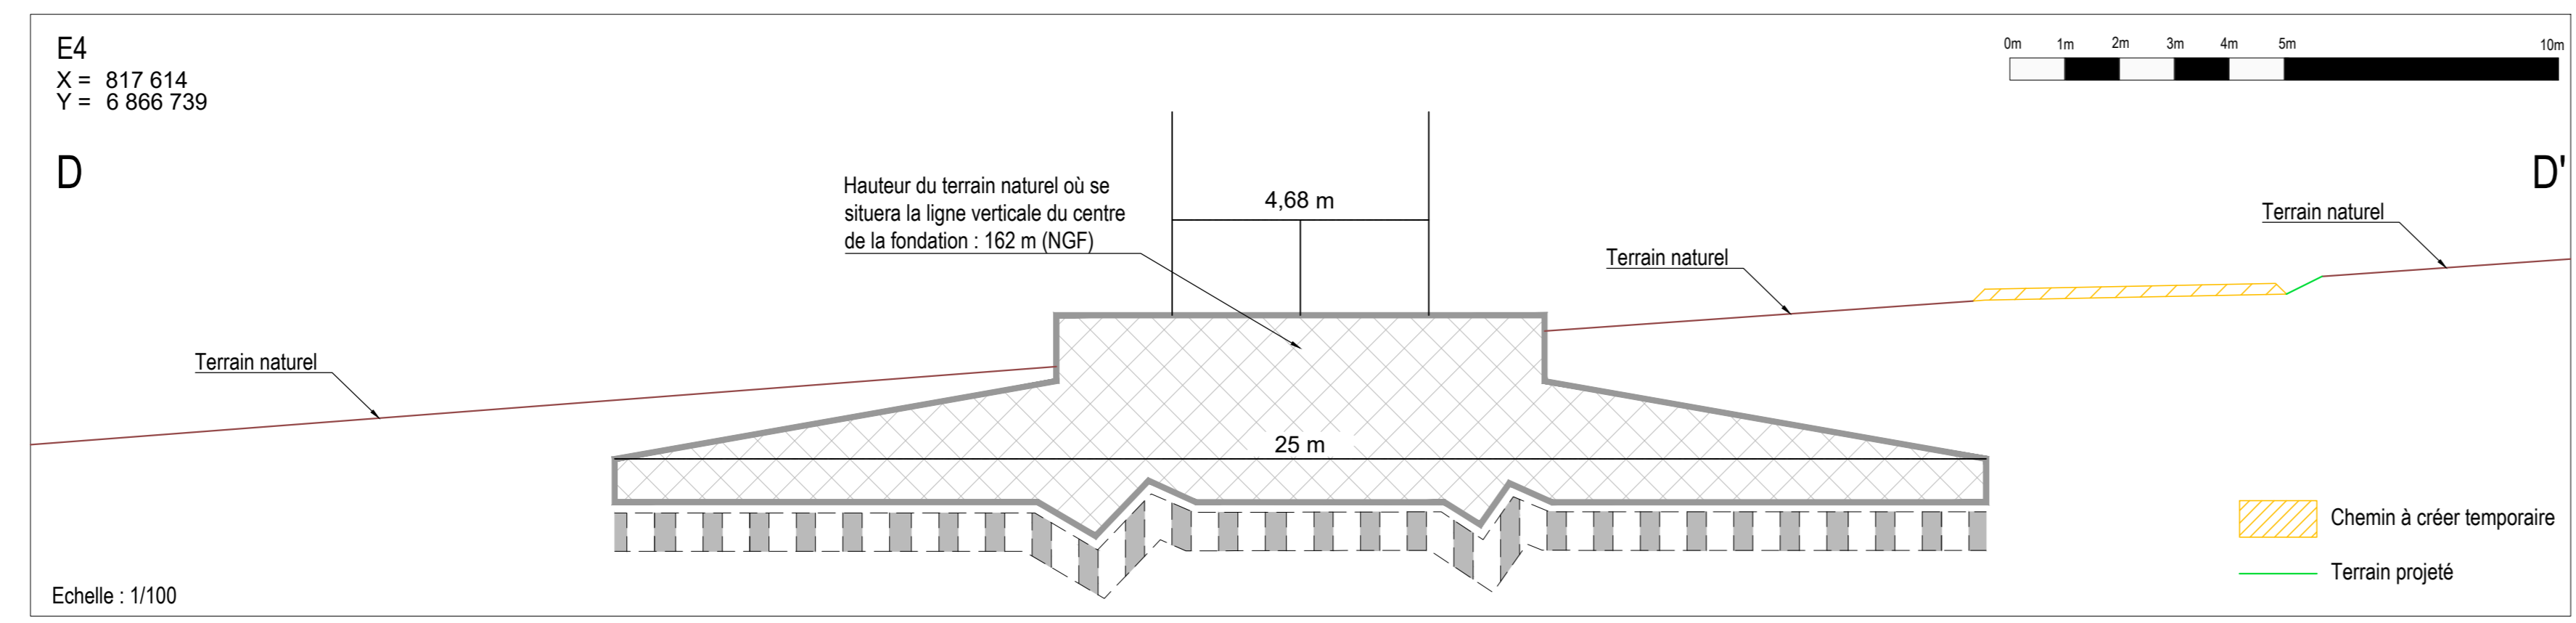 E4
X = 817 614
Y = 6 866 739
0m 1m 2m 3m 4m 5m 10m
D
D'
Hauteur du terrain naturel où se
situera la ligne verticale du centre
de la fondation : 162 m (NGF)
4,68 m
Terrain naturel
Terrain naturel
Terrain naturel
25 m
Chemin à créer temporaire
Terrain projeté
Echelle : 1/100